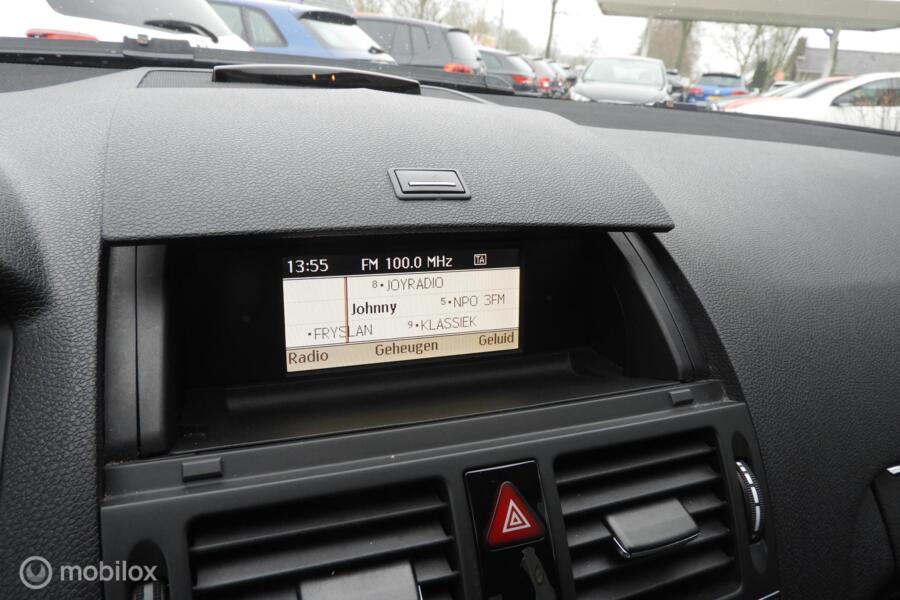 13:55 FM 100.0 MHz TA
8•JOYRADIO
Johnny 5•NPO 3FM
•FRYSLAN 9•KLASSIEK
Radio Geheugen Geluid
mobilox